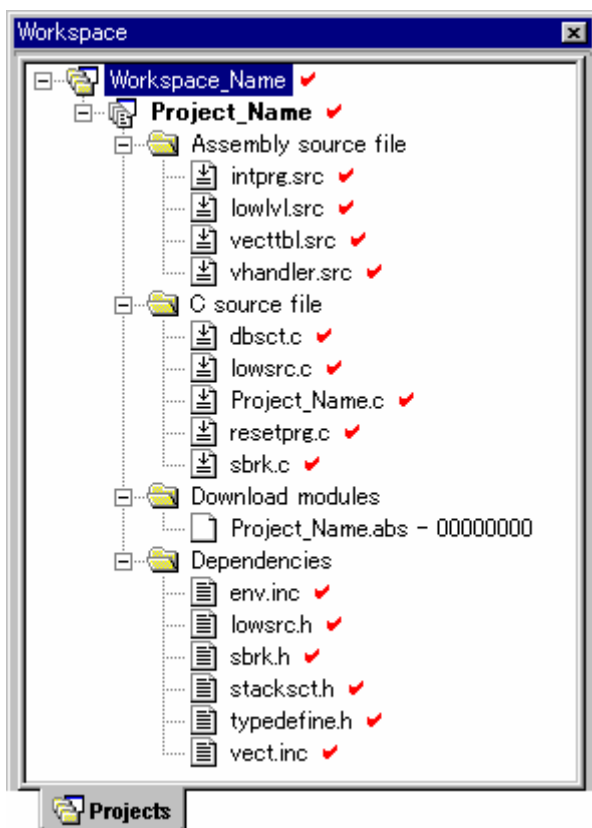 Workspace
Workspace_Name
Project_Name
Assembly source file
intprg.src
lowlvl.src
vecttbl.src
vhandler.src
C source file
dbsct.c
lowsrc.c
Project_Name.c
resetprg.c
sbrk.c
Download modules
Project_Name.abs - 00000000
Dependencies
env.inc
lowsrc.h
sbrk.h
stacksct.h
typedefine.h
vect.inc
Projects